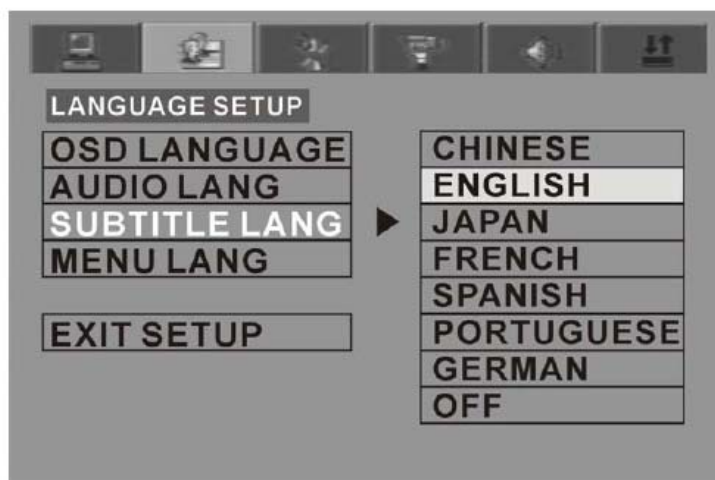 LANGUAGE SETUP
OSD LANGUAGE
AUDIO LANG
SUBTITLE LANG
MENU LANG
EXIT SETUP
CHINESE
ENGLISH
JAPAN
FRENCH
SPANISH
PORTUGUESE
GERMAN
OFF